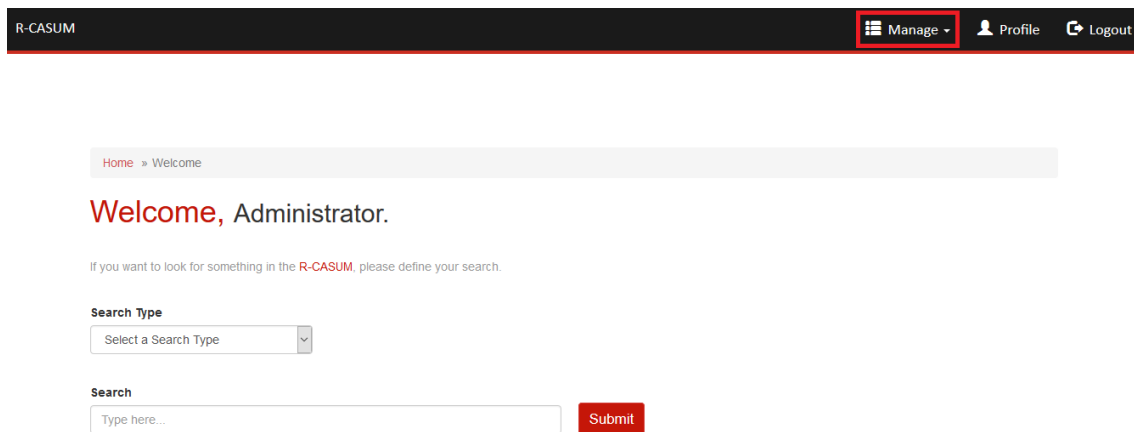 R-CASUM Manage Profile Logout
Home » Welcome
Welcome, Administrator.
If you want to look for something in the R-CASUM, please define your search.
Search Type
Select a Search Type
Search
Type here... Submit